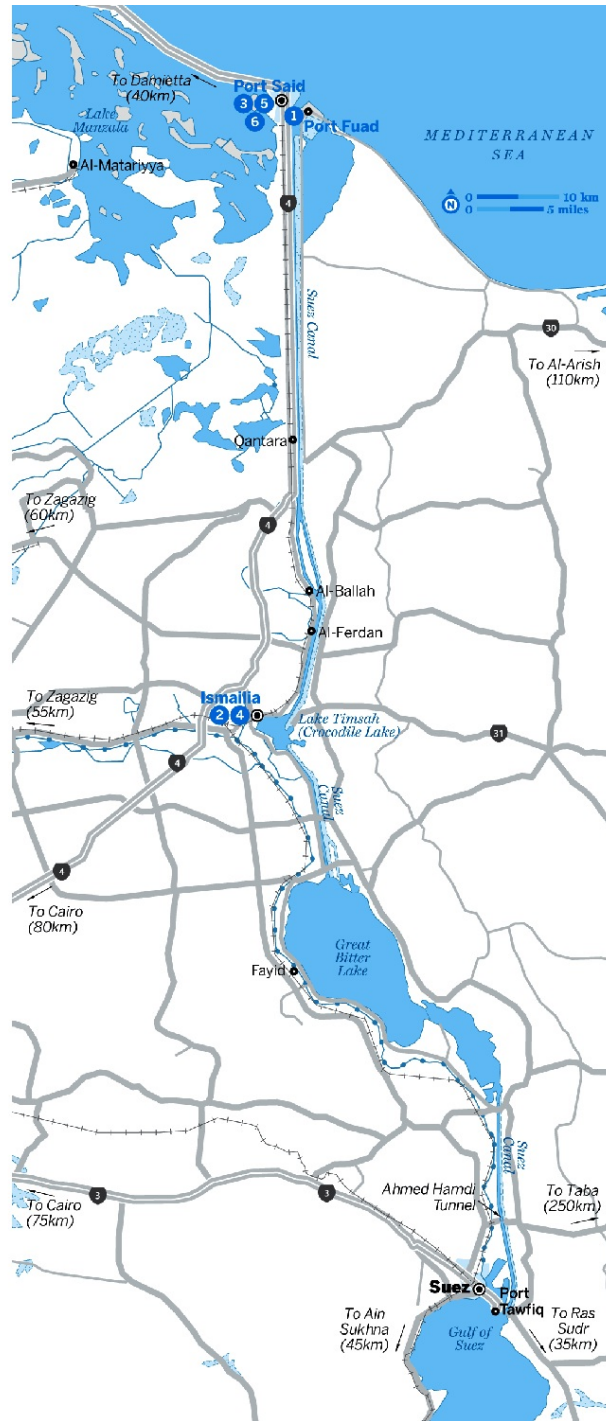 To Damietta
(40km)
Port Said
3 5
6
1
Port Fuad
Lake
Manzala
Al-Matariyya
MEDITERRANEAN
SEA
N
0 10 km
0 5 miles
4
Suez Canal
30
To Al-Arish
(110km)
Qantara
To Zagazig
(60km)
4
Al-Ballah
Al-Ferdan
To Zagazig
(55km)
Ismailia
2 4
Lake Timsah
(Crocodile Lake)
31
4
Suez
Canal
4
To Cairo
(80km)
Great
Bitter
Lake
Fayid
Suez
Canal
Ahmed Hamdi
Tunnel
To Taba
(250km)
3
3
To Cairo
(75km)
Suez
Port
Tawfiq
To Ain
Sukhna
(45km)
Gulf of
Suez
To Ras
Sudr
(35km)